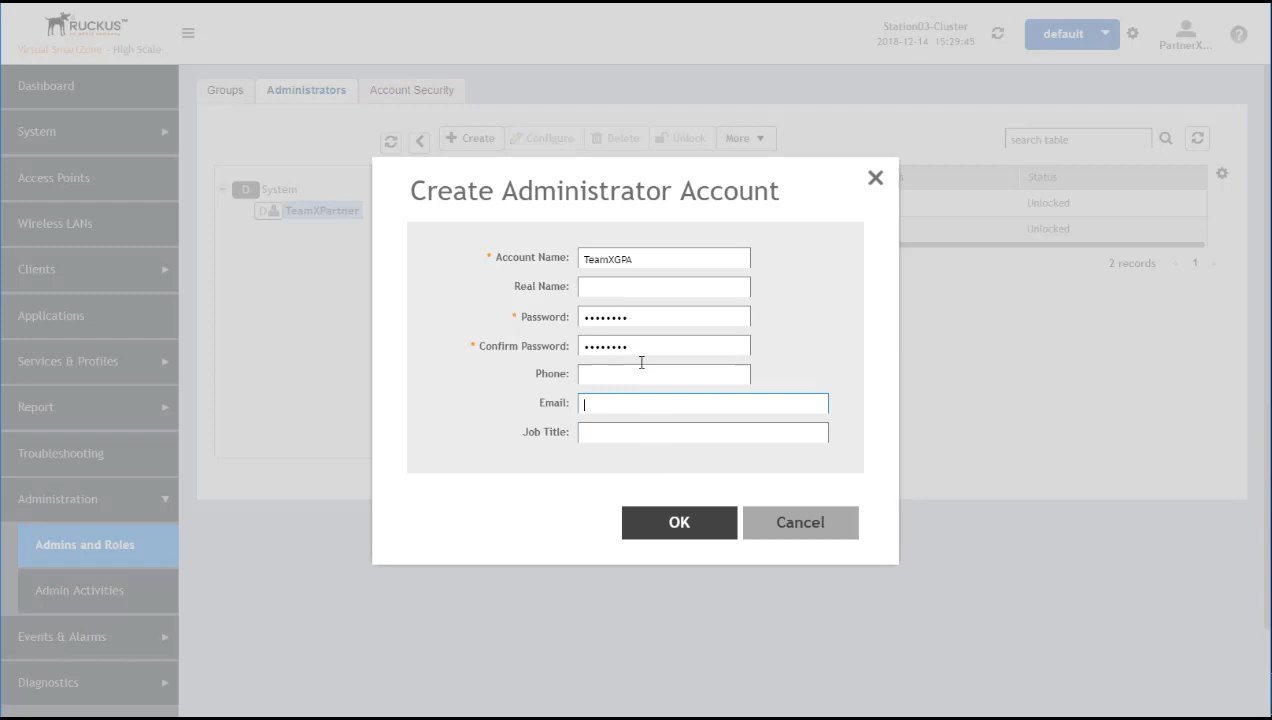 RUCKUS™
Virtual SmartZone - High Scale
Station03-Cluster
2018-12-14 15:29:45
default
PartnerX...
Dashboard
System
Access Points
Wireless LANs
Clients
Applications
Services & Profiles
Report
Troubleshooting
Administration
Admins and Roles
Admin Activities
Events & Alarms
Diagnostics
Groups
Administrators
Account Security
Create
Configure
Delete
Unlock
More
search table
D System
D TeamXPartner
s
Status
Unlocked
Unlocked
2 records
1
Create Administrator Account
* Account Name: TeamXGPA
Real Name:
* Password: ••••••••
* Confirm Password: ••••••••
Phone:
Email:
Job Title:
OK
Cancel